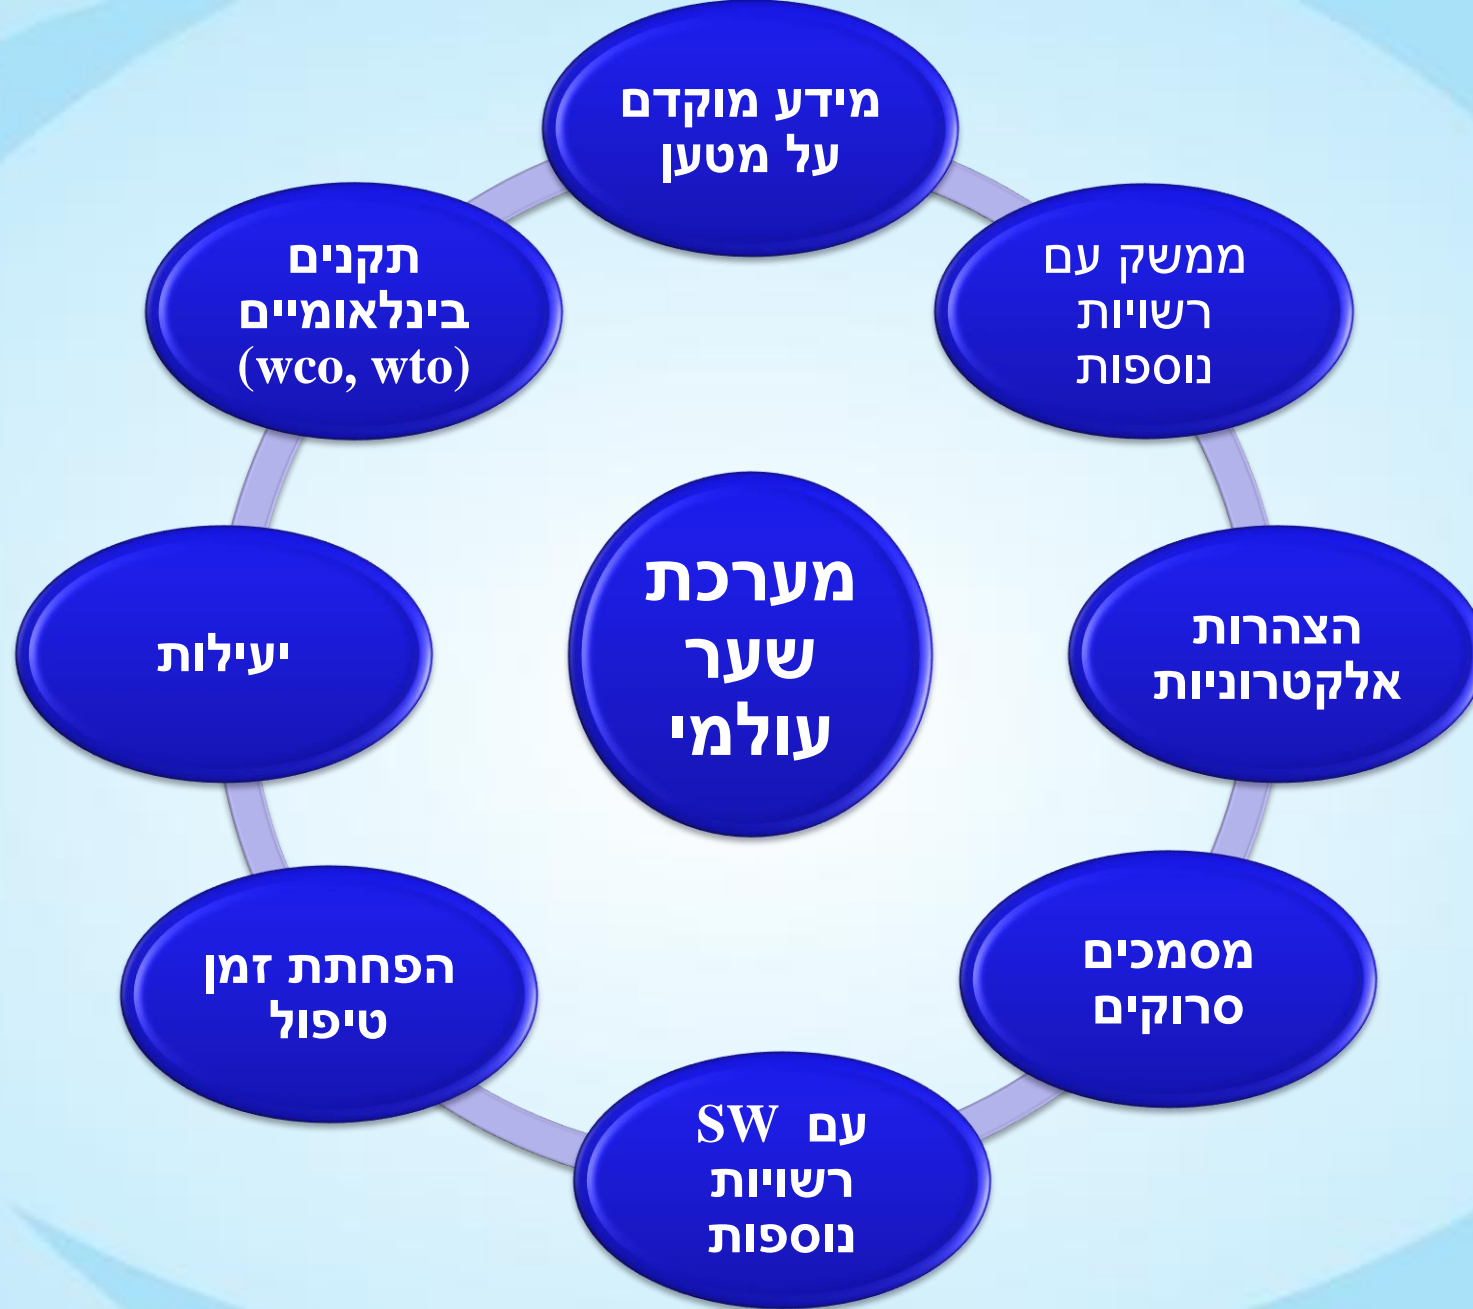 מידע מוקדם
על מטען
ממשק עם
רשויות
נוספות
הצהרות
אלקטרוניות
מסמכים
סרוקים
SW עם
רשויות
נוספות
הפחתת זמן
טיפול
יעילות
תקנים
בינלאומיים
(wco, wto)
מערכת
שער
עולמי